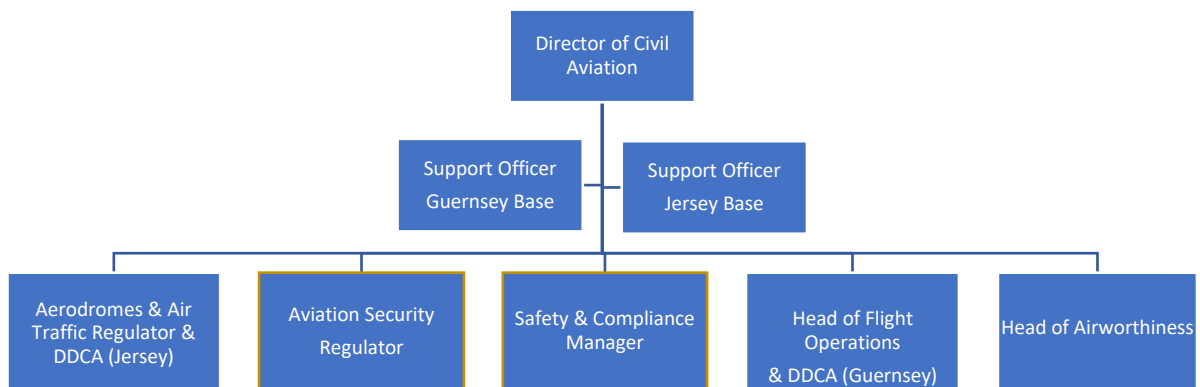 Director of Civil
Aviation
Support Officer
Guernsey Base
Support Officer
Jersey Base
Aerodromes & Air
Traffic Regulator &
DDCA (Jersey)
Aviation Security
Regulator
Safety & Compliance
Manager
Head of Flight
Operations
& DDCA (Guernsey)
Head of Airworthiness